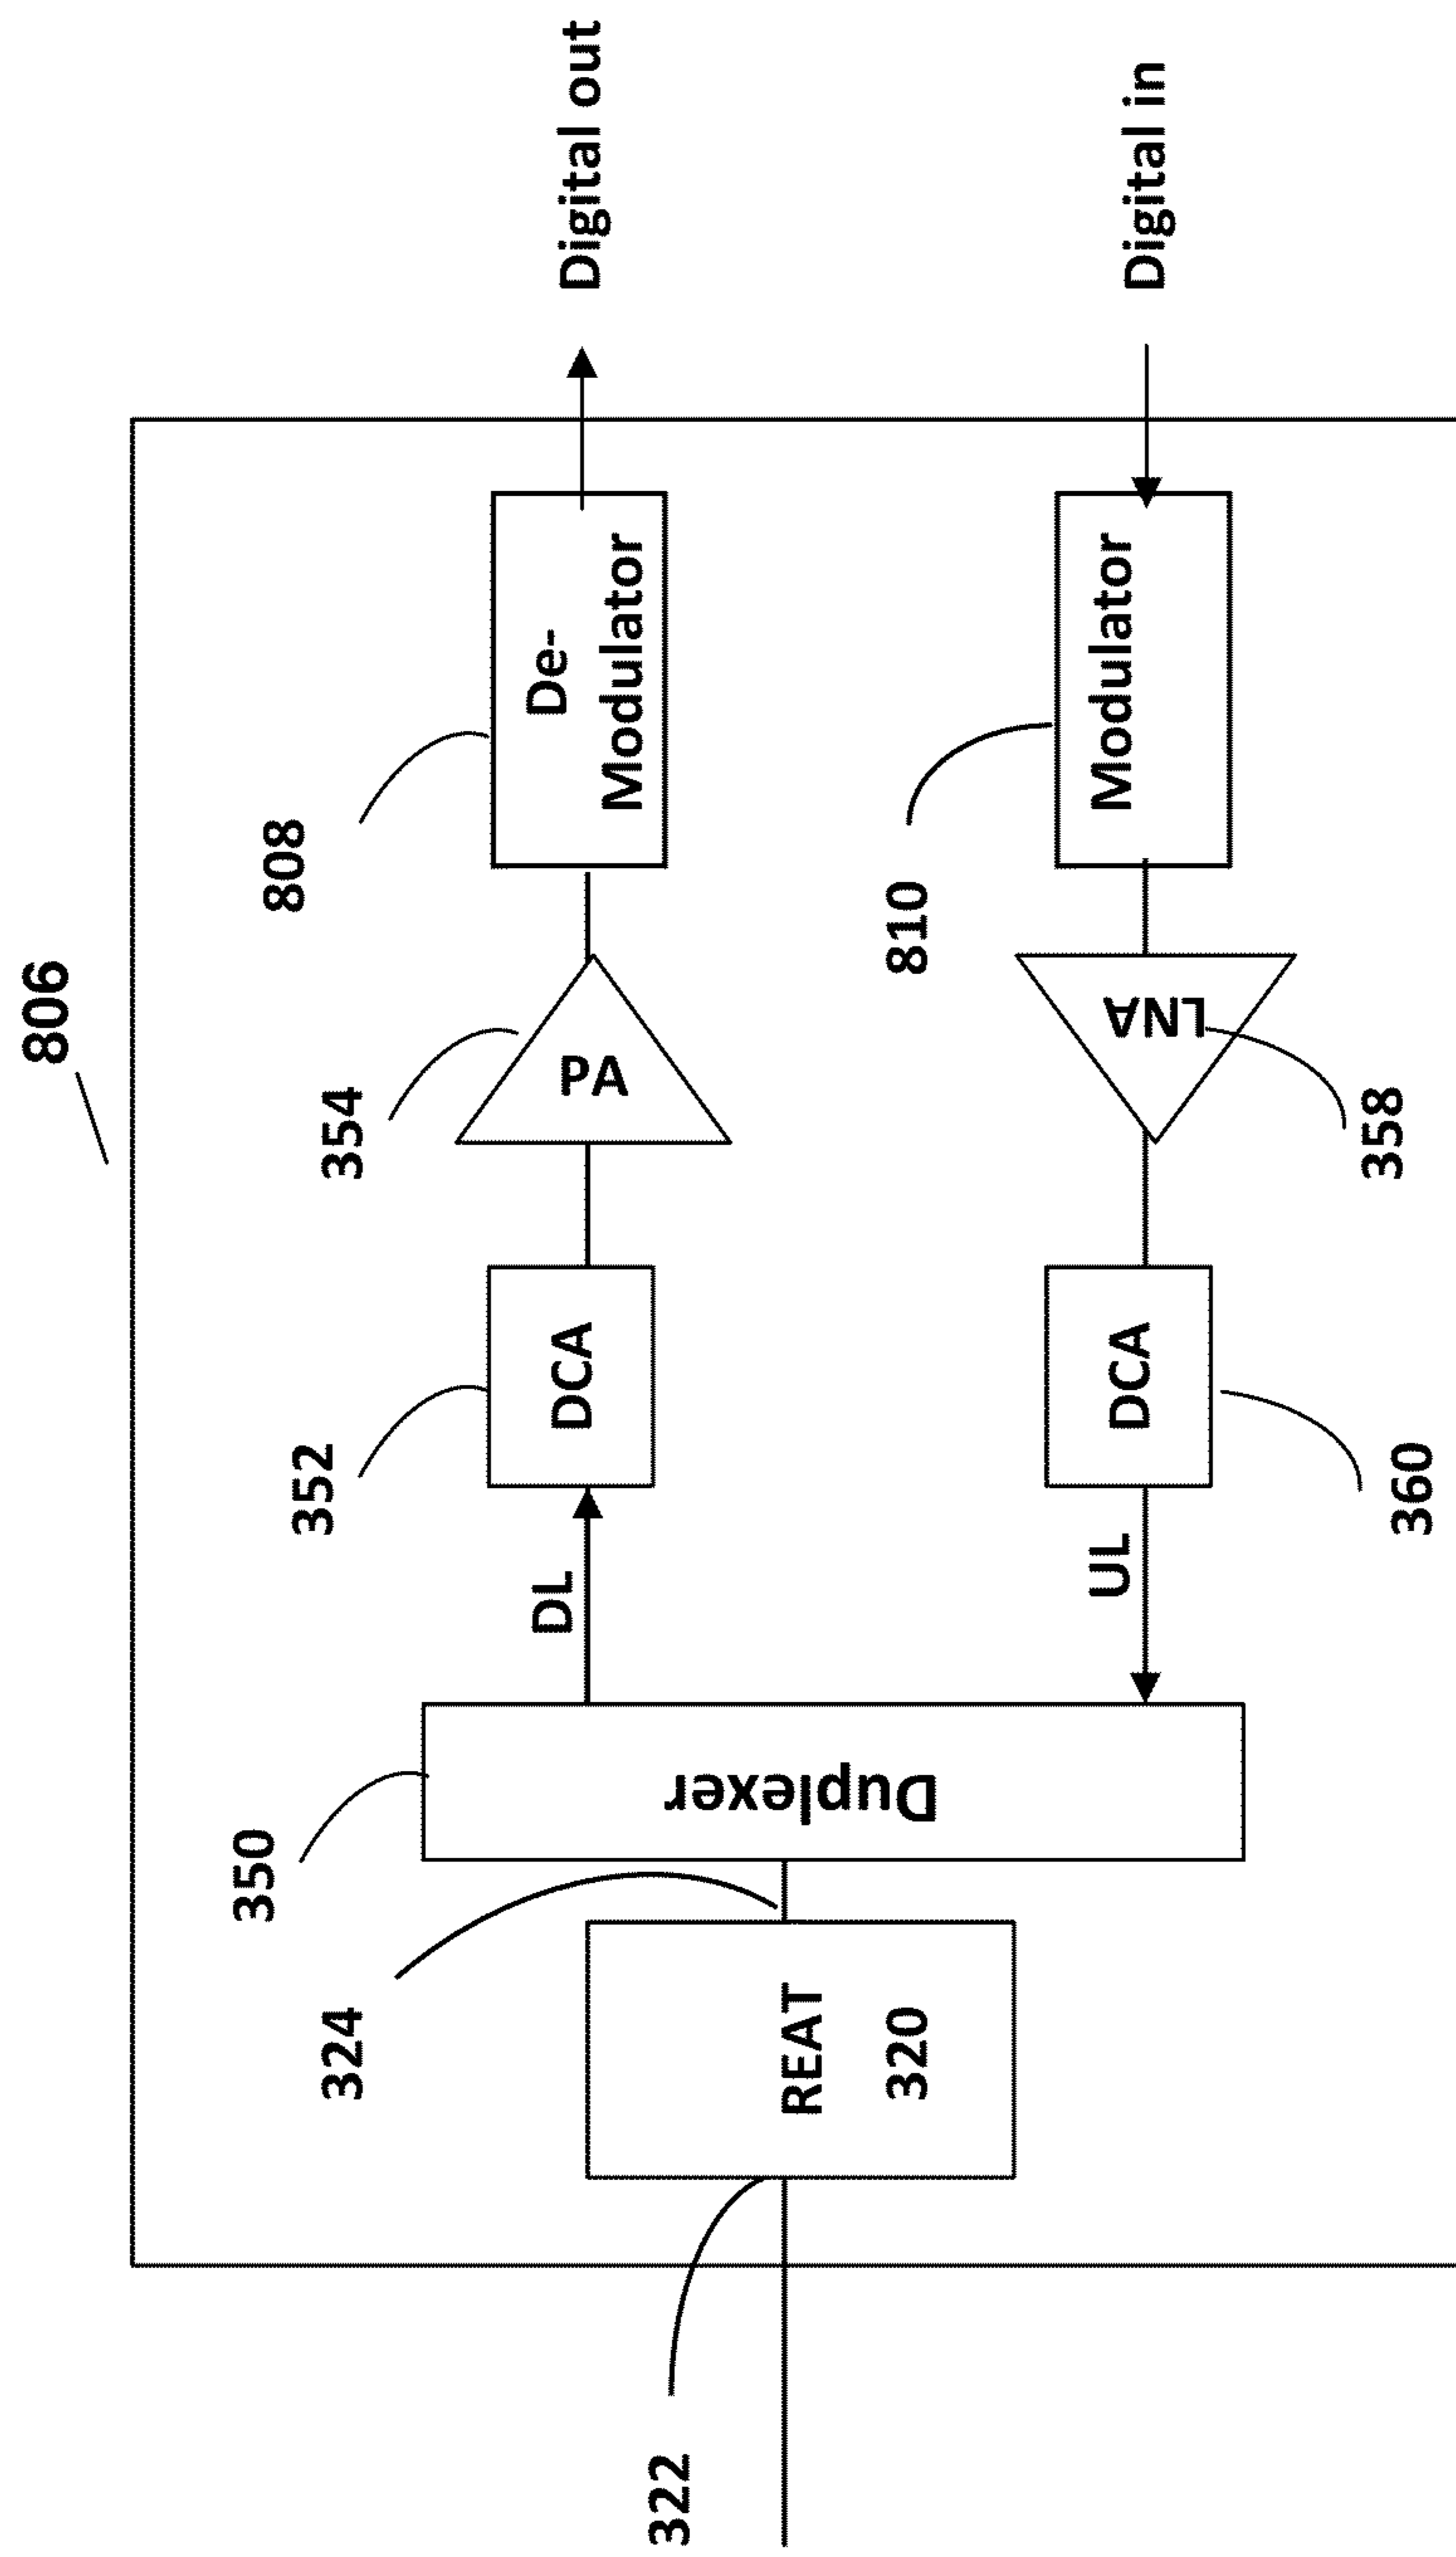 806
808
De-
Modulator
Digital out
354
PA
352
DCA
DL
350
Duplexer
324
REAT
320
322
810
Modulator
Digital in
LNA
358
DCA
360
UL